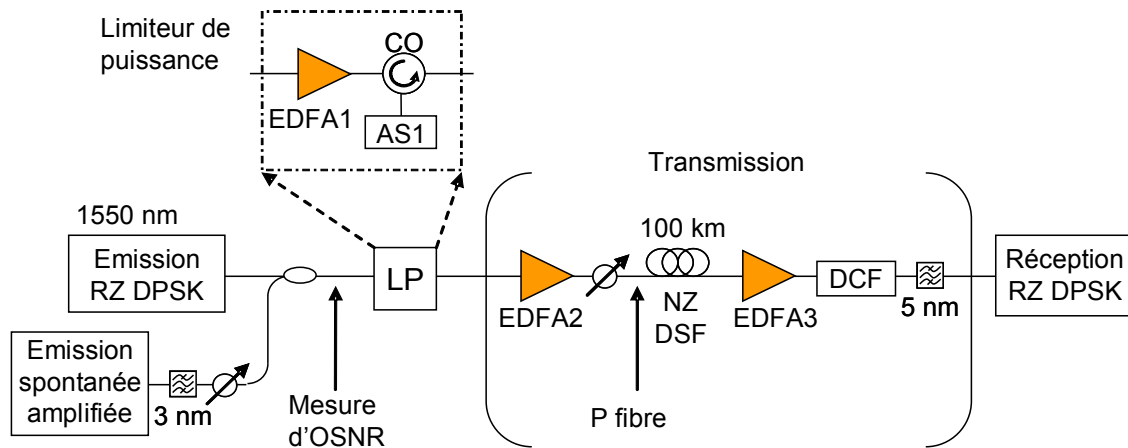 Limiteur de
puissance
CO
EDFA1
AS1
Transmission
1550 nm
100 km
Emission
RZ DPSK
LP
DCF
Réception
RZ DPSK
EDFA2
NZ
DSF
EDFA3
5 nm
Emission
spontanée
amplifiée
3 nm
Mesure
d'OSNR
P fibre